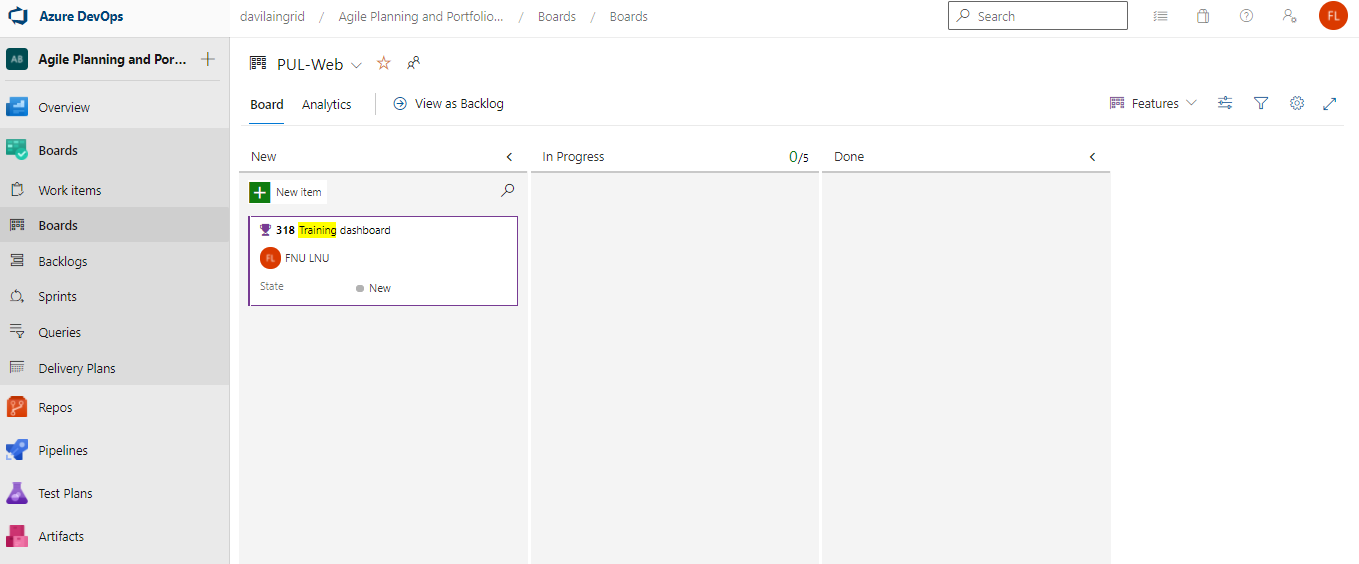 Azure DevOps
davilaingrid / Agile Planning and Portfolio... / Boards / Boards
Search
FL
AB Agile Planning and Por...
Overview
Boards
Work items
Boards
Backlogs
Sprints
Queries
Delivery Plans
Repos
Pipelines
Test Plans
Artifacts
PUL-Web
Board Analytics View as Backlog
Features
New
In Progress 0/5
Done
New item
318 Training dashboard
FL FNU LNU
State New